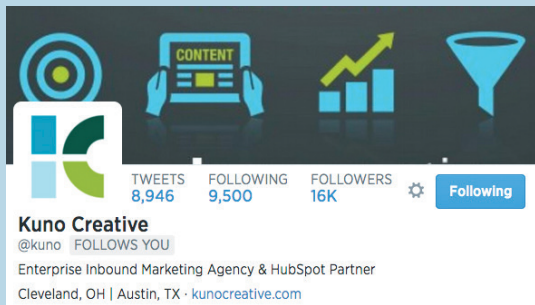 CONTENT
TWEETS FOLLOWING FOLLOWERS
8,946 9,500 16K
Following
Kuno Creative
@kuno FOLLOWS YOU
Enterprise Inbound Marketing Agency & HubSpot Partner
Cleveland, OH | Austin, TX · kunocreative.com